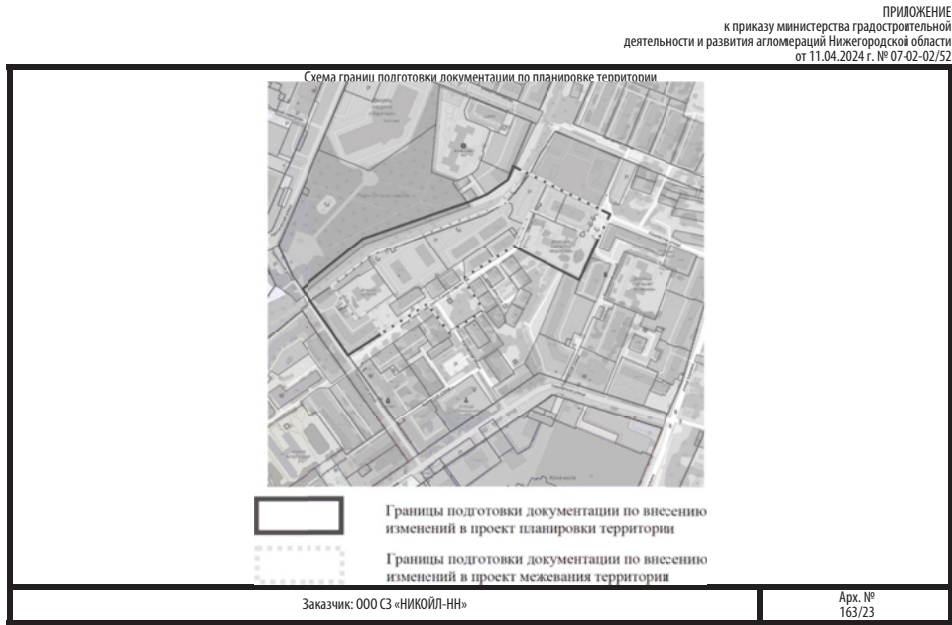 ПРИЛОЖЕНИЕ
к приказу министерства градостроительной
деятельности и развития агломераций Нижегородской области
от 11.04.2024 г. № 07-02-02/52
Схема границ подготовки документации по планировке территории
Границы подготовки документации по внесению
изменений в проект планировки территории
Границы подготовки документации по внесению
изменений в проект межевания территории
Заказчик: ООО СЗ «НИКОЙЛ-НН»
Арх. №
163/23